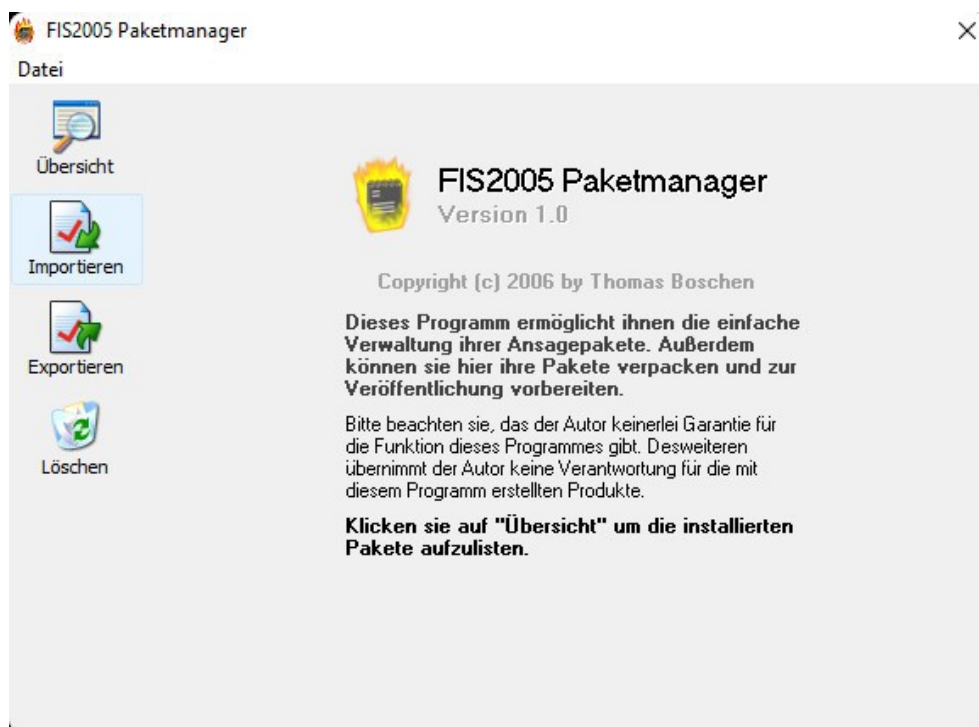 FIS2005 Paketmanager
Datei
Übersicht
Importieren
Exportieren
Löschen
FIS2005 Paketmanager
Version 1.0
Copyright (c) 2006 by Thomas Boschen
Dieses Programm ermöglicht ihnen die einfache
Verwaltung ihrer Ansagepakete. Außerdem
können sie hier ihre Pakete verpacken und zur
Veröffentlichung vorbereiten.
Bitte beachten sie, das der Autor keinerlei Garantie für
die Funktion dieses Programmes gibt. Desweiteren
übernimmt der Autor keine Verantwortung für die mit
diesem Programm erstellten Produkte.
Klicken sie auf "Übersicht" um die installierten
Pakete aufzulisten.